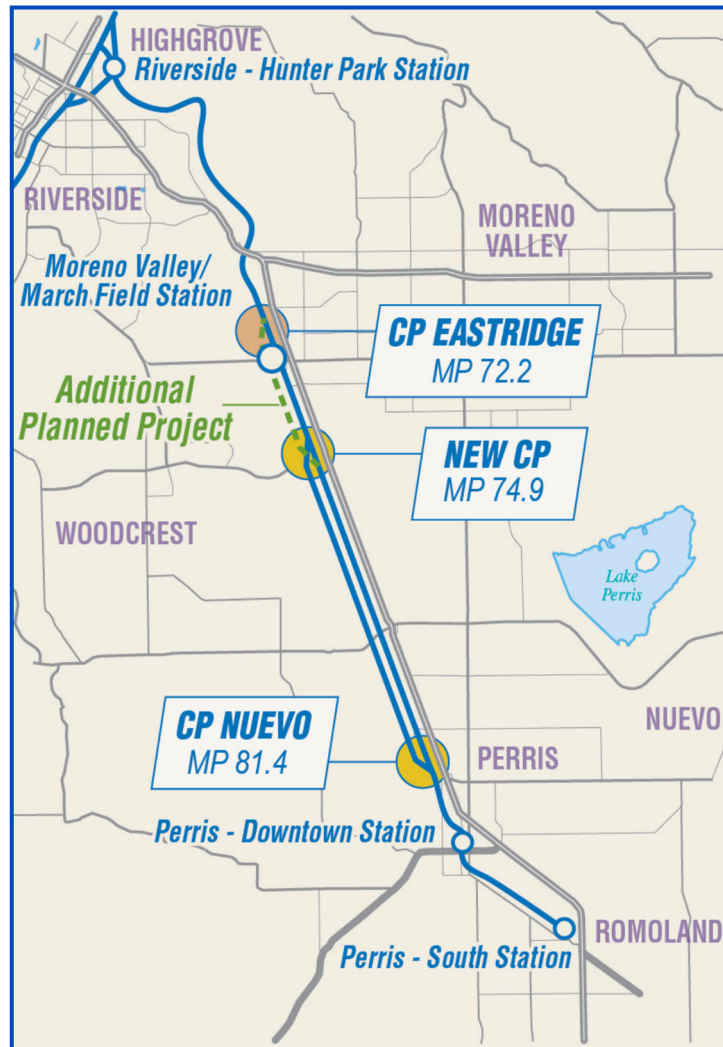 HIGHGROVE
Riverside - Hunter Park Station
RIVERSIDE
MORENO
VALLEY
Moreno Valley/
March Field Station
CP EASTRIDGE
MP 72.2
Additional
Planned Project
NEW CP
MP 74.9
WOODCREST
Lake
Perris
CP NUEVO
MP 81.4
NUEVO
PERRIS
Perris - Downtown Station
ROMOLAND
Perris - South Station